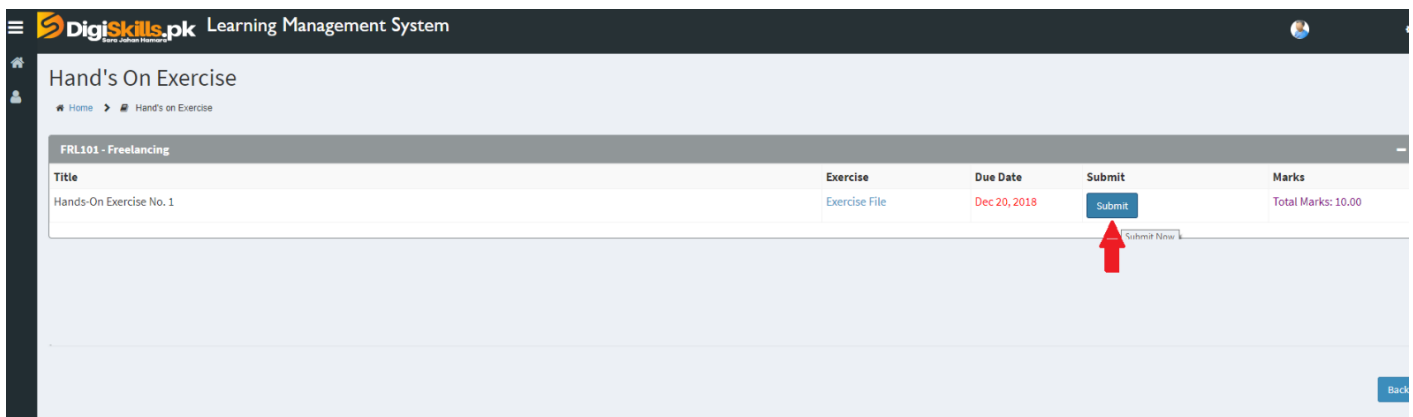 DigiSkills.pk Learning Management System
Sara Jahan Hamara
Hand's On Exercise
Home > Hand's on Exercise
FRL101 - Freelancing
Title Exercise Due Date Submit Marks
Hands-On Exercise No. 1 Exercise File Dec 20, 2018 Submit Total Marks: 10.00
Submit Now
Back